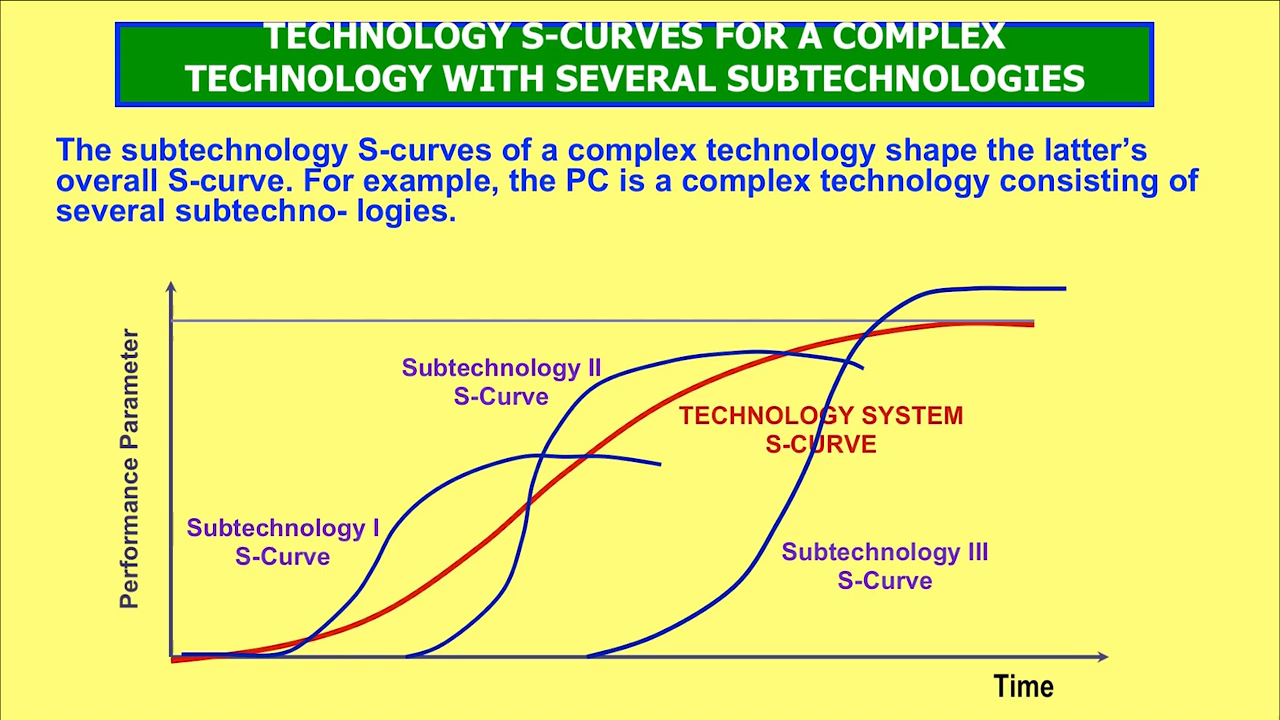 TECHNOLOGY S-CURVES FOR A COMPLEX
TECHNOLOGY WITH SEVERAL SUBTECHNOLOGIES
The subtechnology S-curves of a complex technology shape the latter’s
overall S-curve. For example, the PC is a complex technology consisting of
several subtechno- logies.
Performance Parameter
Subtechnology II
S-Curve
TECHNOLOGY SYSTEM
S-CURVE
Subtechnology I
S-Curve
Subtechnology III
S-Curve
Time